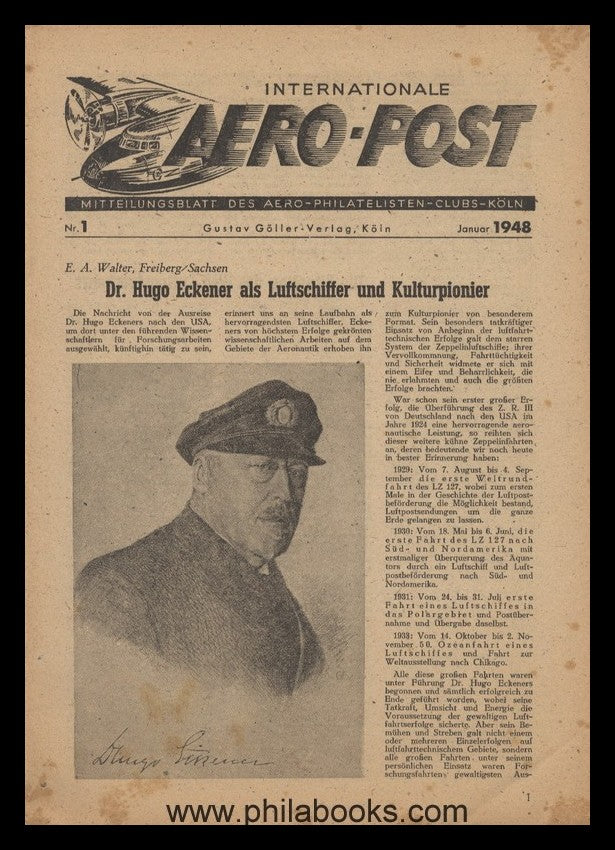 INTERNATIONALE
AERO-POST
MITTEILUNGSBLATT DES AERO-PHILATELISTEN-CLUBS-KÖLN
Nr. 1 Gustav Göller-Verlag, Köln Januar 1948
E. A. Walter, Freiberg/Sachsen
Dr. Hugo Eckener als Luftschiffer und Kulturpionier
Die Nachricht von der Ausreise
Dr. Hugo Eckeners nach den USA,
um dort unter den führenden Wissen-
schaftlern für Forschungsarbeiten
ausgewählt, künftighin tätig zu sein,
erinnert uns an seine Laufbahn als
hervorragendsten Luftschiffer. Ecke-
ners von höchstem Erfolge gekrönten
wissenschaftlichen Arbeiten auf dem
Gebiete der Aeronautik erhoben ihn
zum Kulturpionier von besonderem
Format. Sein besonders tatkräftiger
Einsatz von Anbeginn der luftfahrt-
technischen Erfolge galt dem starren
System der Zeppelinluftschiffe; ihrer
Vervollkommnung, Fahrttüchtigkeit
und Sicherheit widmete er sich mit
einem Eifer und Beharrlichkeit, die
nie erlahmten und auch die größten
Erfolge brachten.
War schon sein erster großer Er-
folg, die Überführung des Z. R. III
von Deutschland nach den USA im
Jahre 1924 eine hervorragende aero-
nautische Leistung, so reihten sich
dieser weitere kühne Zeppelinfahrten
an, deren bedeutende wir noch heute
in bester Erinnerung haben:
1929: Vom 7. August bis 4. Sep-
tember die erste Weltrund-
fahrt des LZ 127, wobei zum ersten
Male in der Geschichte der Luftpost-
beförderung die Möglichkeit bestand,
Luftpostsendungen um die ganze
Erde gelangen zu lassen.
1930: Vom 18. Mai bis 6. Juni, die
erste Fahrt des LZ 127 nach
Süd- und Nordamerika mit
erstmaliger Überquerung des Äqua-
tors durch ein Luftschiff und Luft-
postbeförderung nach Süd- und
Nordamerika.
1931: Vom 24. bis 31. Juli erste
Fahrt eines Luftschiffes in
das Polargebiet und Postüber-
nahme und Übergabe daselbst.
1933: Vom 14. Oktober bis 2. No-
vember 50. Ozeanfahrt eines
Luftschiffes und Fahrt zur
Weltausstellung nach Chikago.
Alle diese großen Fahrten waren
unter Führung Dr. Hugo Eckeners
begonnen und sämtlich erfolgreich zu
Ende geführt worden, wobei seine
Tatkraft, Umsicht und Energie die
Voraussetzung der gewaltigen Luft-
fahrterfolge sicherte. Aber sein Be-
mühen und Streben galt nicht einem
oder mehreren Einzelerfolgen auf
luftfahrttechnischem Gebiete, sondern
alle großen Fahrten unter seinem
persönlichen Einsatz waren For-
schungsfahrten gewaltigsten Aus-
1
www.philabooks.com